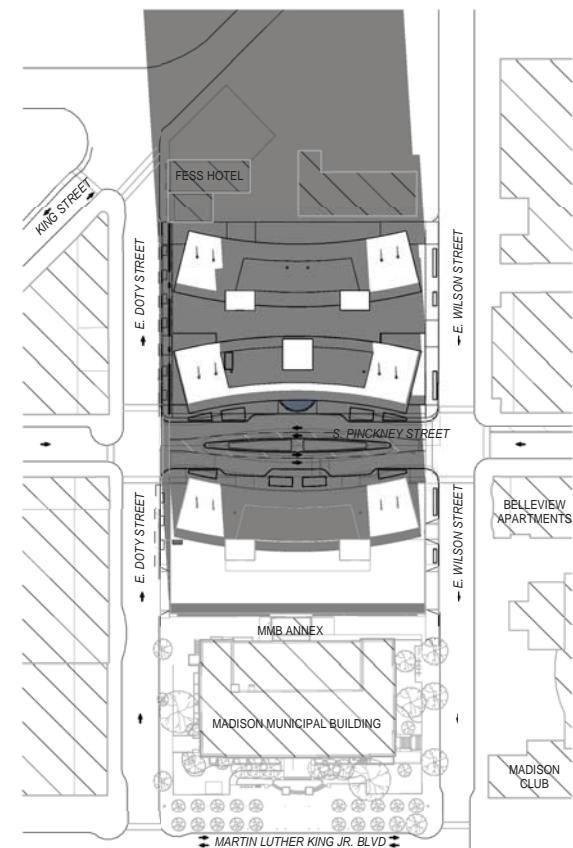 FESS HOTEL
KING STREET
E. DOTY STREET
E. WILSON STREET
S. PINCKNEY STREET
E. DOTY STREET
E. WILSON STREET
BELLEVIEW
APARTMENTS
MMB ANNEX
MADISON MUNICIPAL BUILDING
MADISON
CLUB
MARTIN LUTHER KING JR. BLVD